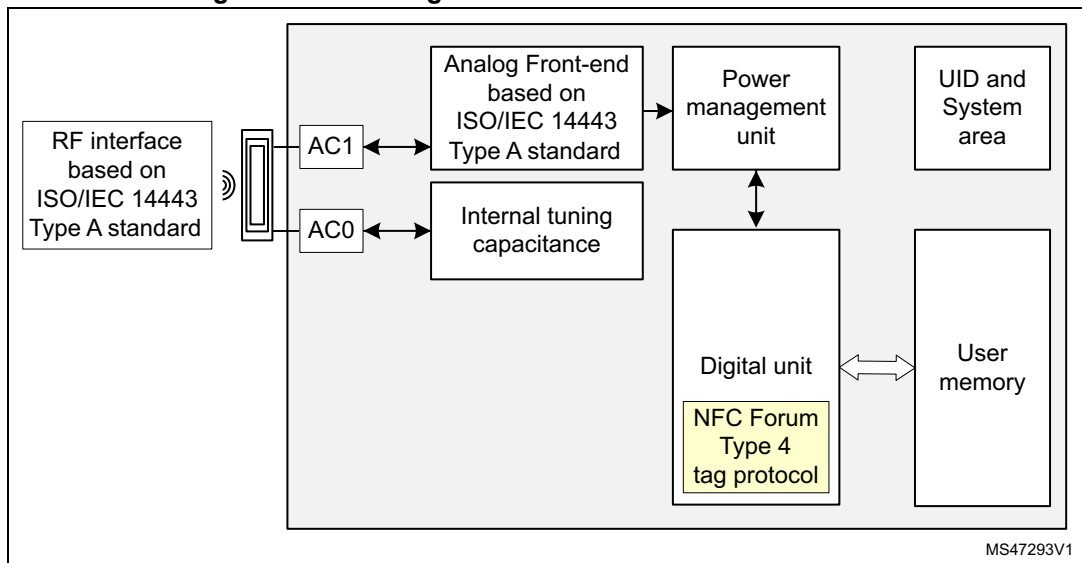 RF interface
based on
ISO/IEC 14443
Type A standard
AC1
AC0
Analog Front-end
based on
ISO/IEC 14443
Type A standard
Internal tuning
capacitance
Power
management
unit
Digital unit
NFC Forum
Type 4
tag protocol
UID and
System
area
User
memory
MS47293V1